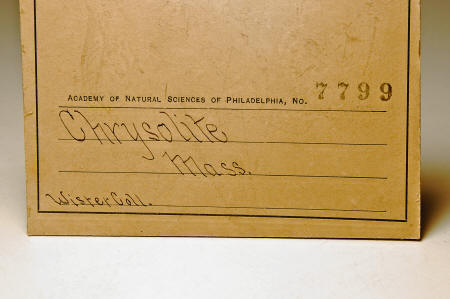 Academy of Natural Sciences of Philadelphia, No. 7799
Chrysolite
Mass.
Wister Coll.